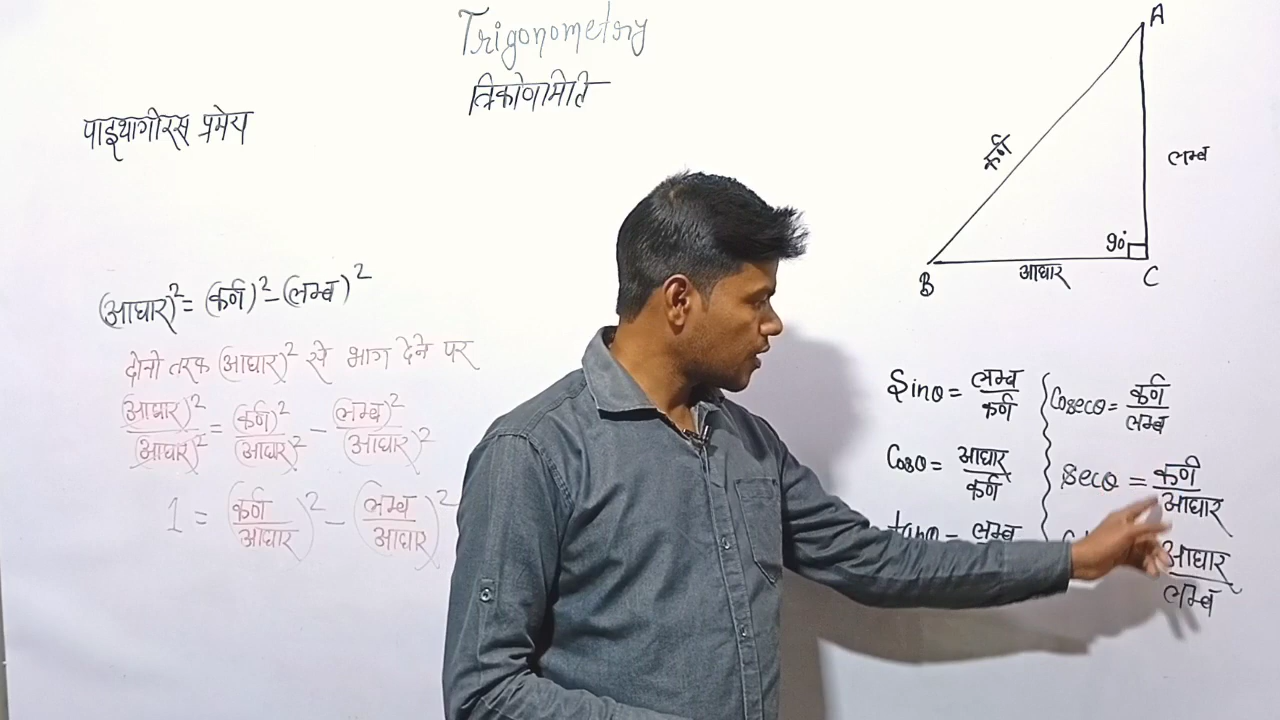 Trigonometry
त्रिकोणमिति
पाइथागोरस प्रमेय
(आधार)² = (कर्ण)² - (लम्ब)²
दोनो तरफ (आधार)² से भाग देने पर
(आधार)²/(आधार)² = (कर्ण)²/(आधार)² - (लम्ब)²/(आधार)²
1 = (कर्ण/आधार)² - (लम्ब/आधार)²
A
कर्ण
लम्ब
90°
B
आधार
C
Sinθ = लम्ब/कर्ण
Cosθ = आधार/कर्ण
tanθ = लम्ब
Cosecθ = कर्ण/लम्ब
Secθ = कर्ण/आधार
आधार/लम्ब